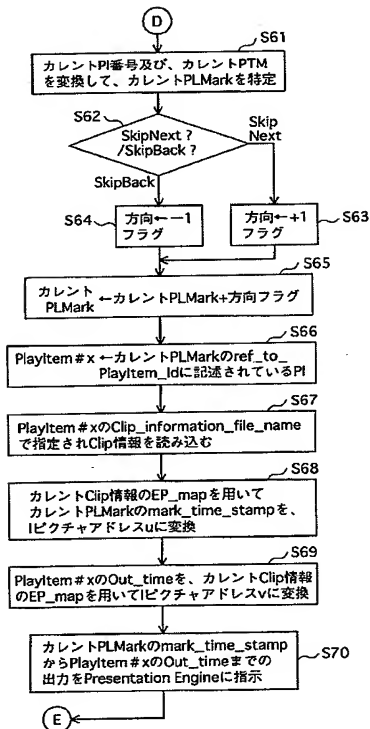 D
S61
カレントPI番号及び、カレントPTM
を変換して、カレントPLMarkを特定
S62
SkipNext ?
/SkipBack ?
Skip
Next
SkipBack
S64
方向←−1
フラグ
方向←+1
フラグ
S63
S65
カレント
PLMark ←カレントPLMark+方向フラグ
S66
PlayItem#x ←カレントPLMarkのref_to_
PlayItem_Idに記述されているPI
S67
PlayItem#xのClip_information_file_name
で指定されClip情報を読み込む
S68
カレントClip情報のEP_mapを用いて
カレントPLMarkのmark_time_stampを、
Iピクチャアドレスuに変換
S69
PlayItem#xのOut_timeを、カレントClip情報
のEP_mapを用いてIピクチャアドレスvに変換
S70
カレントPLMarkのmark_time_stamp
からPlayItem#xのOut_timeまでの
出力をPresentation Engineに指示
E